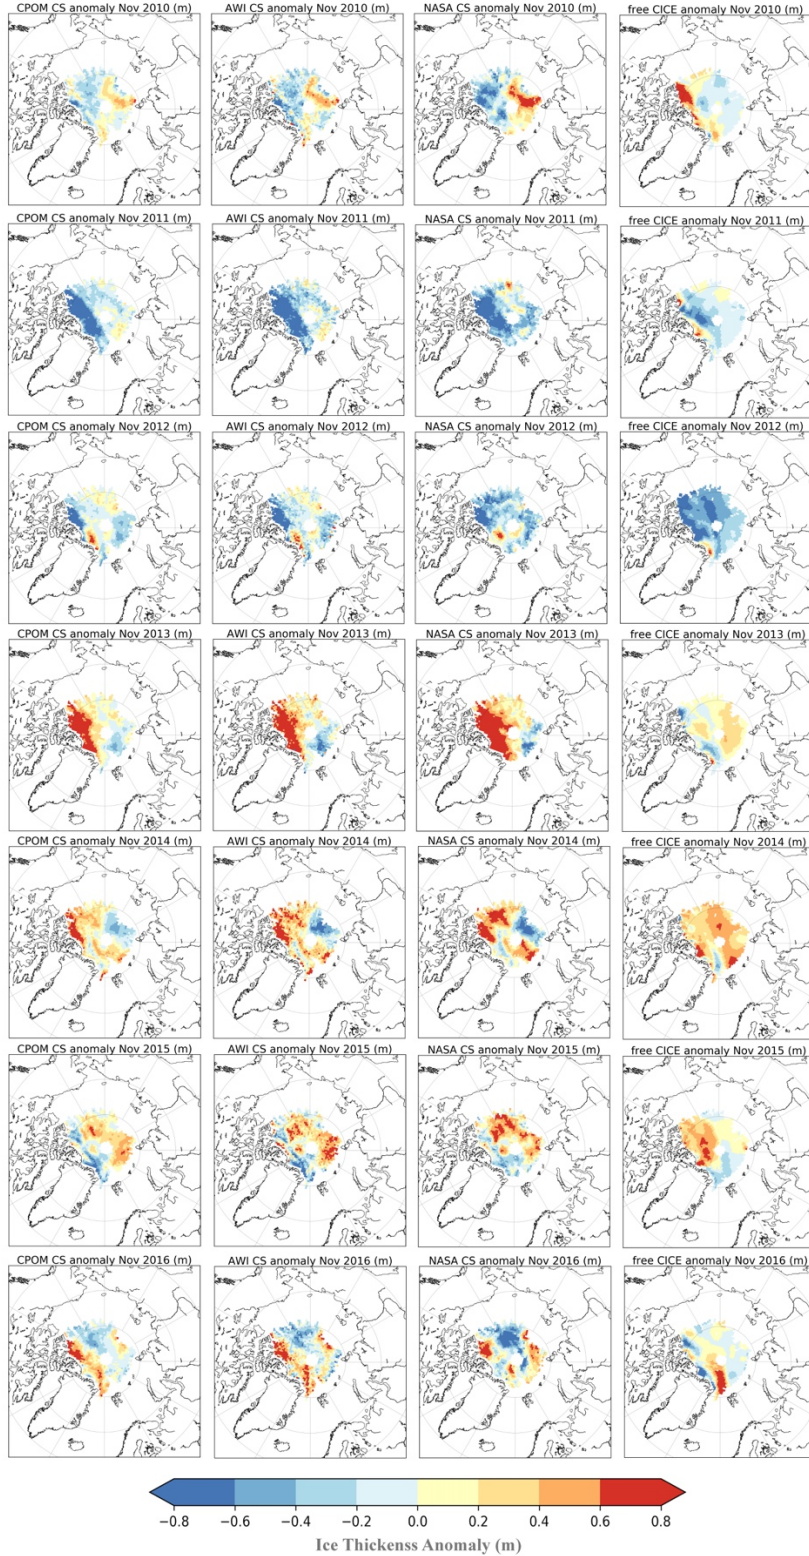 CPOM CS anomaly Nov 2010 (m) AWI CS anomaly Nov 2010 (m) NASA CS anomaly Nov 2010 (m) free CICE anomaly Nov 2010 (m)
CPOM CS anomaly Nov 2011 (m) AWI CS anomaly Nov 2011 (m) NASA CS anomaly Nov 2011 (m) free CICE anomaly Nov 2011 (m)
CPOM CS anomaly Nov 2012 (m) AWI CS anomaly Nov 2012 (m) NASA CS anomaly Nov 2012 (m) free CICE anomaly Nov 2012 (m)
CPOM CS anomaly Nov 2013 (m) AWI CS anomaly Nov 2013 (m) NASA CS anomaly Nov 2013 (m) free CICE anomaly Nov 2013 (m)
CPOM CS anomaly Nov 2014 (m) AWI CS anomaly Nov 2014 (m) NASA CS anomaly Nov 2014 (m) free CICE anomaly Nov 2014 (m)
CPOM CS anomaly Nov 2015 (m) AWI CS anomaly Nov 2015 (m) NASA CS anomaly Nov 2015 (m) free CICE anomaly Nov 2015 (m)
CPOM CS anomaly Nov 2016 (m) AWI CS anomaly Nov 2016 (m) NASA CS anomaly Nov 2016 (m) free CICE anomaly Nov 2016 (m)
−0.8 −0.6 −0.4 −0.2 0.0 0.2 0.4 0.6 0.8
Ice Thickenss Anomaly (m)